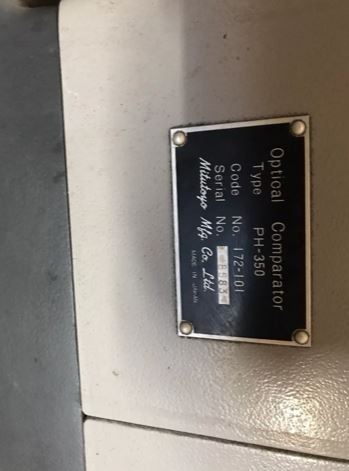 Optical Comparator
Type PH-350
Code No. 172-101
Serial No.
Mitutoyo Mfg. Co., Ltd.
MADE IN JAPAN